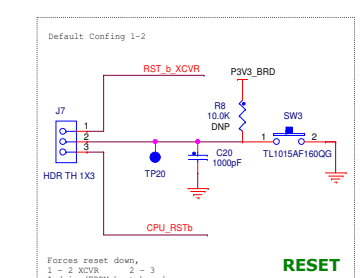 Default Confing 1-2
RST_b_XCVR
P3V3_BRD
J7
R8
10.0K
DNP
SW3
1
2
3
1
2
C20
1000pF
TL1015AF160QG
HDR TH 1X3
TP20
CPU_RSTb
Forces reset down,
1 - 2 XCVR 2 - 3
RESET